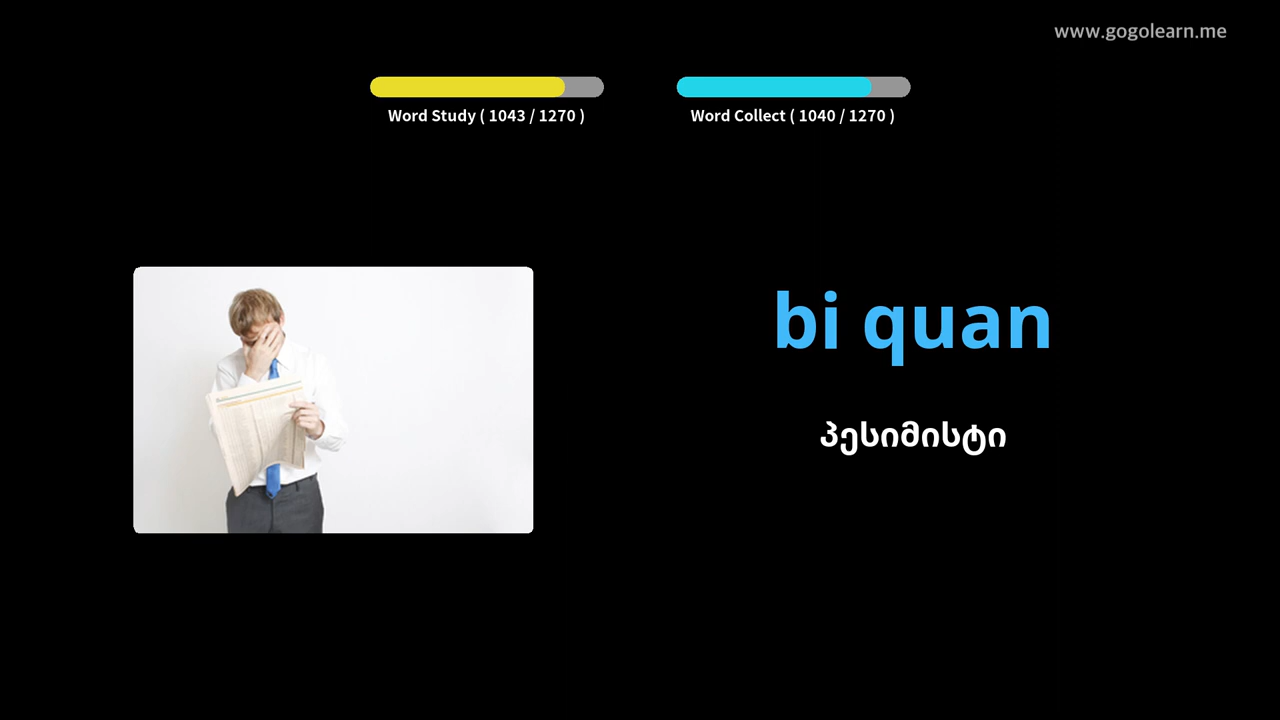 www.gogolearn.me
Word Study ( 1043 / 1270 )
Word Collect ( 1040 / 1270 )
bi quan
პესიმისტი